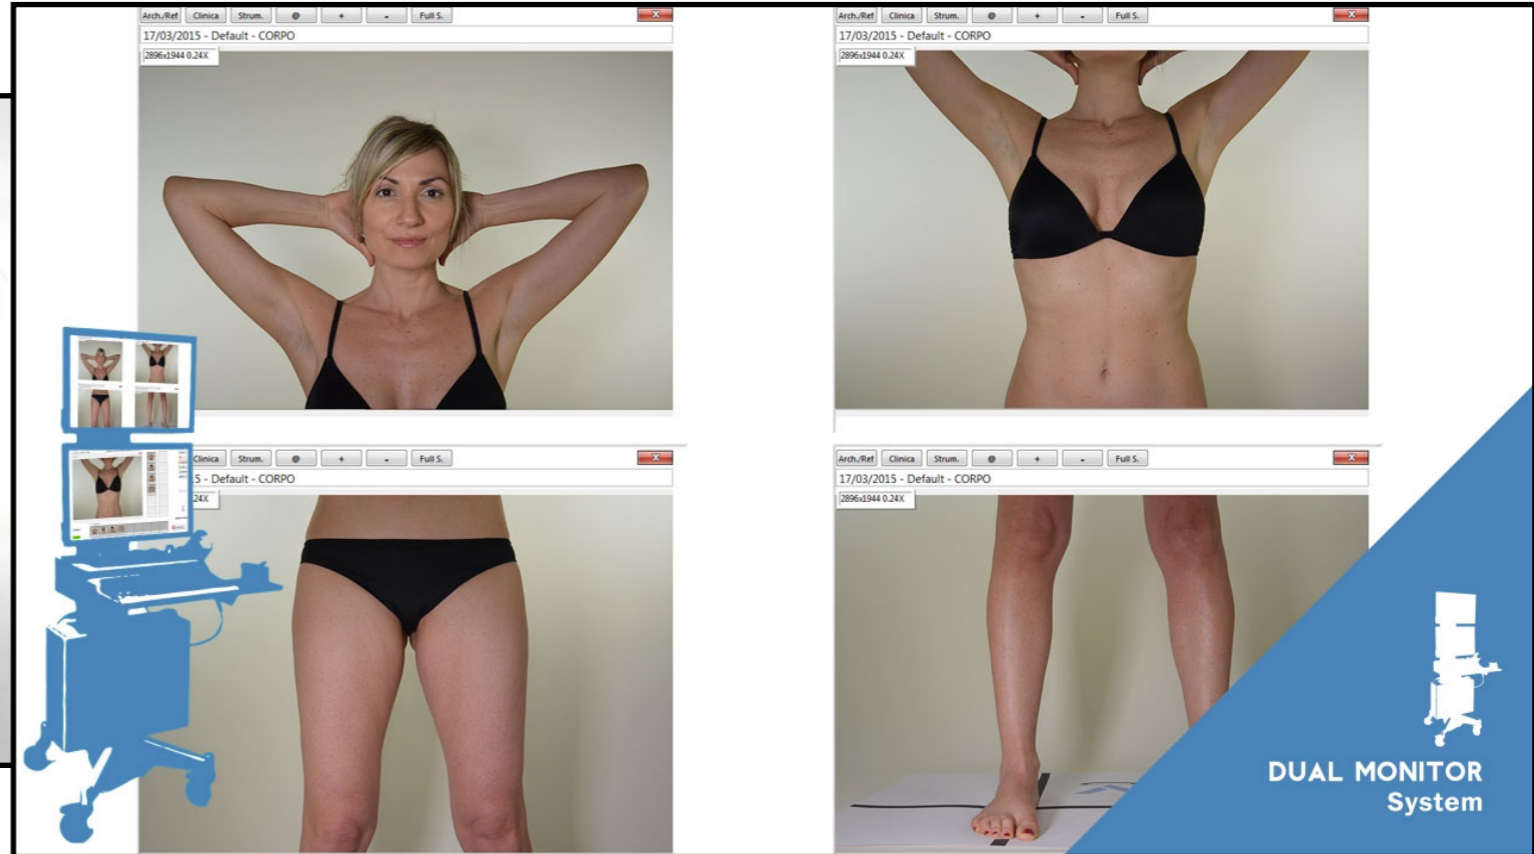 Arch./Ref Clinica Strum. @ + - Full S. X
17/03/2015 - Default - CORPO
2896x1944 0.24X
Arch./Ref Clinica Strum. @ + - Full S. X
17/03/2015 - Default - CORPO
2896x1944 0.24X
Clinica Strum. @ + - Full S. X
.5 - Default - CORPO
.24X
Arch./Ref Clinica Strum. @ + - Full S. X
17/03/2015 - Default - CORPO
2896x1944 0.24X
DUAL MONITOR
System